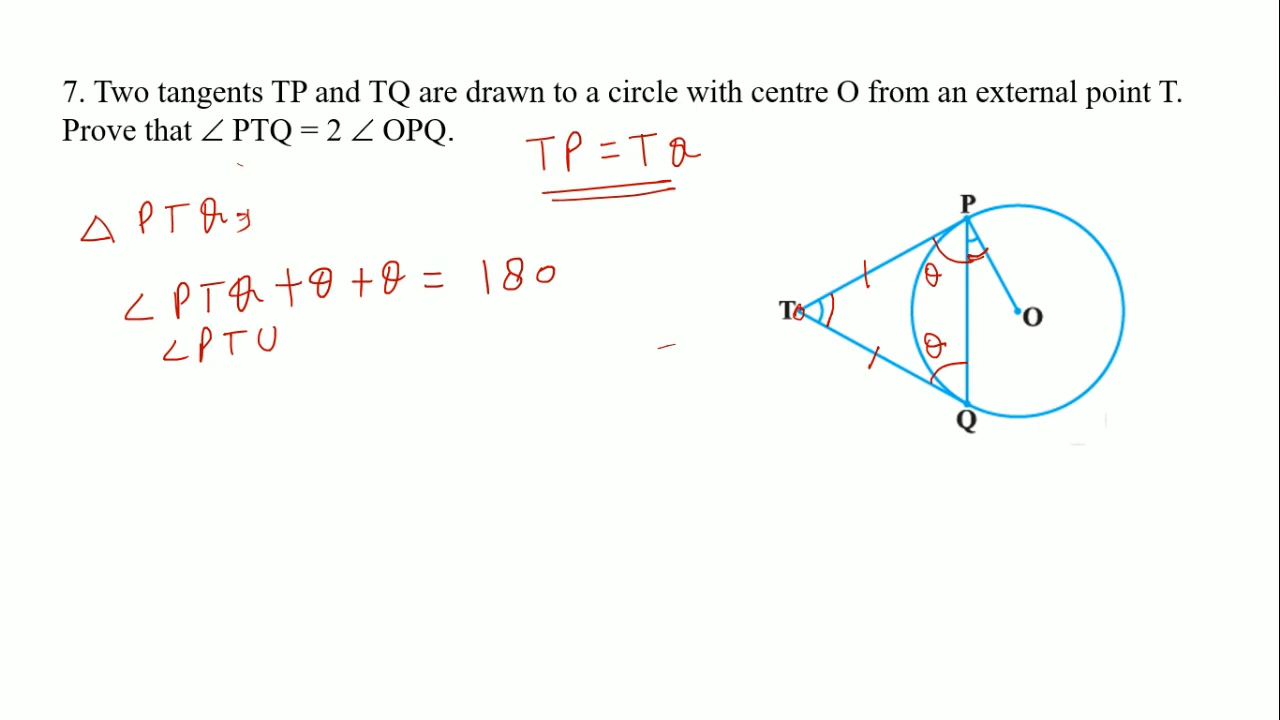 7. Two tangents TP and TQ are drawn to a circle with centre O from an external point T.
Prove that ∠ PTQ = 2 ∠ OPQ.
TP = TQ
△ PTQ,
∠PTQ + θ + θ = 180
∠PTU
P
θ
T
O
θ
Q